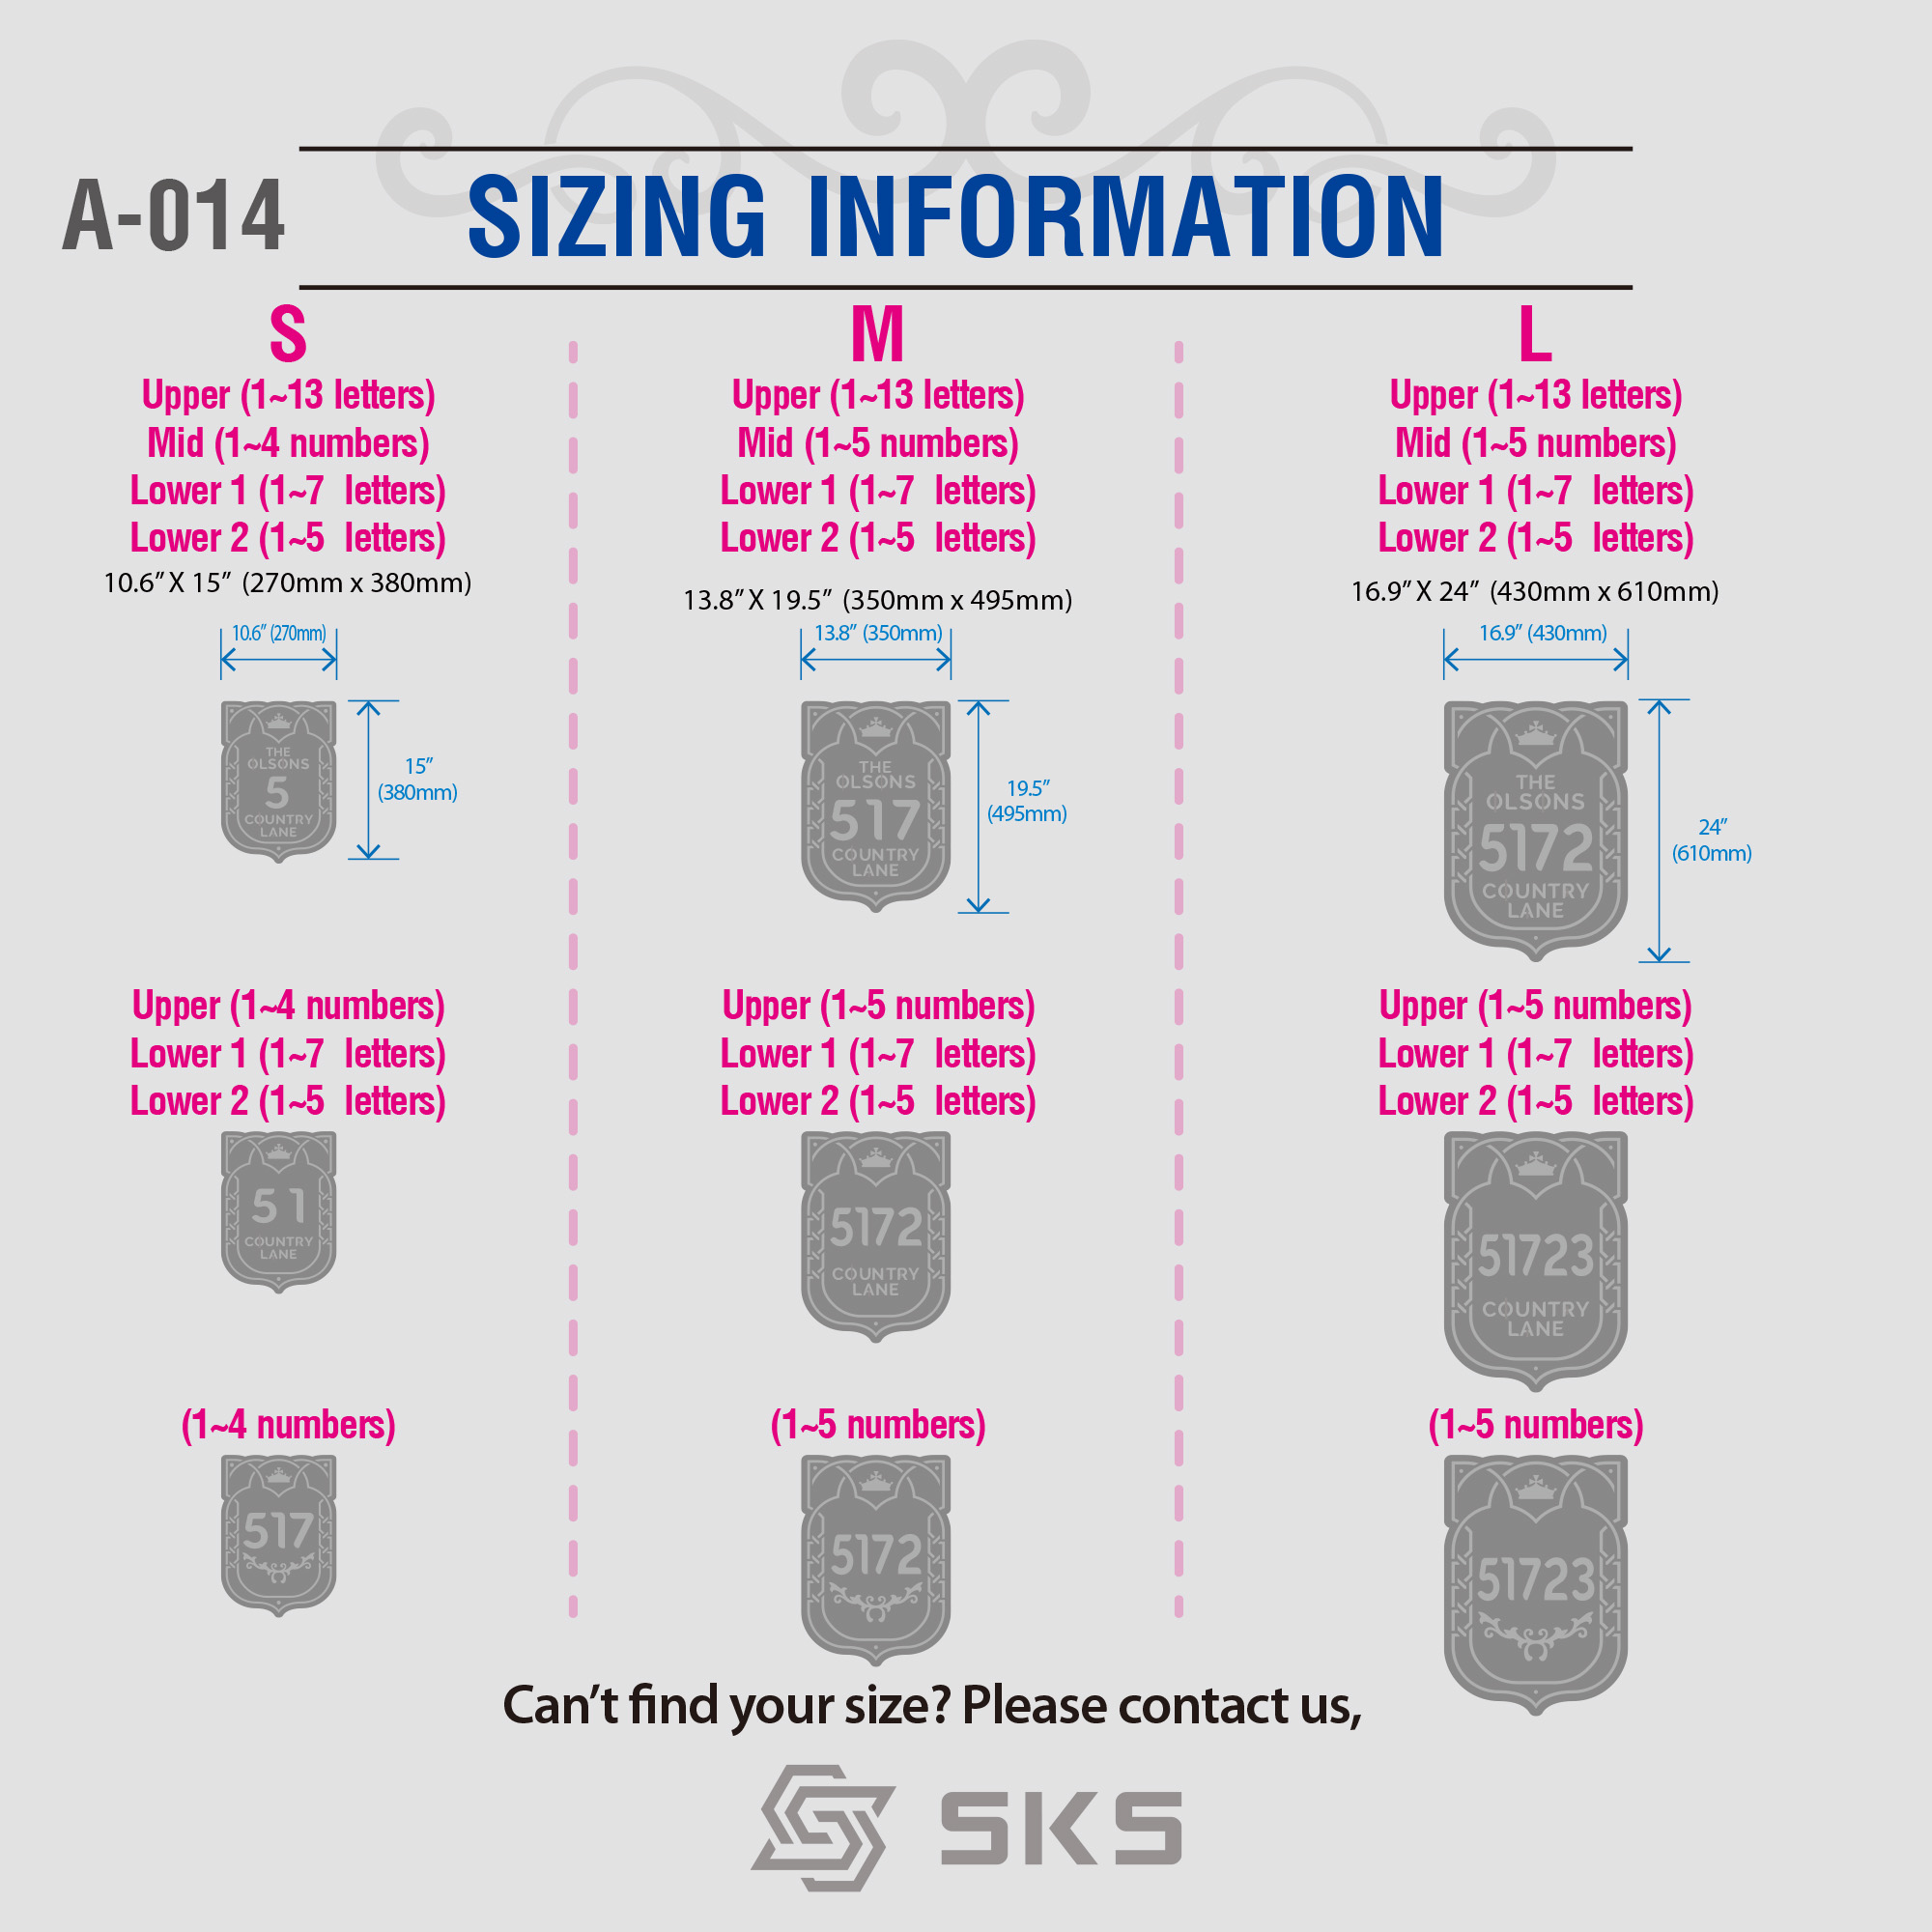 A-014
SIZING INFORMATION
S
Upper (1~13 letters)
Mid (1~4 numbers)
Lower 1 (1~7 letters)
Lower 2 (1~5 letters)
10.6” X 15” (270mm x 380mm)
10.6” (270mm)
THE
OLSONS
5
COUNTRY
LANE
15”
(380mm)
Upper (1~4 numbers)
Lower 1 (1~7 letters)
Lower 2 (1~5 letters)
51
COUNTRY
LANE
(1~4 numbers)
517
M
Upper (1~13 letters)
Mid (1~5 numbers)
Lower 1 (1~7 letters)
Lower 2 (1~5 letters)
13.8” X 19.5” (350mm x 495mm)
13.8” (350mm)
THE
OLSONS
517
COUNTRY
LANE
19.5”
(495mm)
Upper (1~5 numbers)
Lower 1 (1~7 letters)
Lower 2 (1~5 letters)
5172
COUNTRY
LANE
(1~5 numbers)
5172
L
Upper (1~13 letters)
Mid (1~5 numbers)
Lower 1 (1~7 letters)
Lower 2 (1~5 letters)
16.9” X 24” (430mm x 610mm)
16.9” (430mm)
THE
OLSONS
5172
COUNTRY
LANE
24”
(610mm)
Upper (1~5 numbers)
Lower 1 (1~7 letters)
Lower 2 (1~5 letters)
51723
COUNTRY
LANE
(1~5 numbers)
51723
Can’t find your size? Please contact us,
SKS